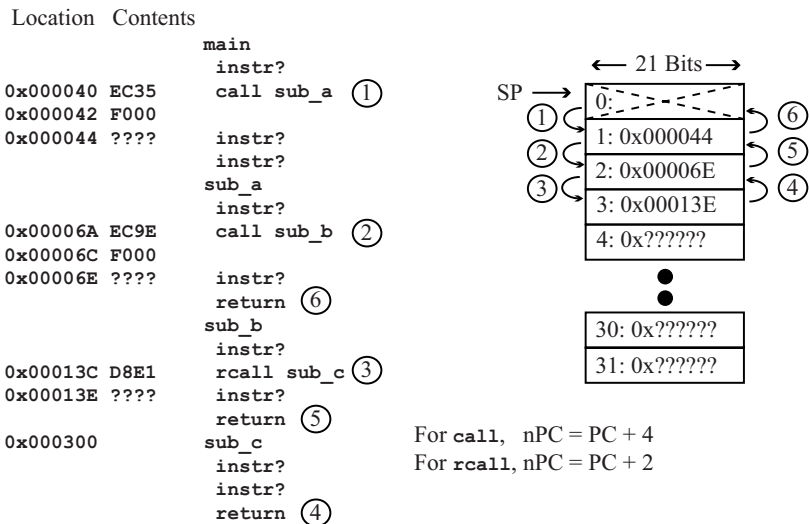 Location Contents
main
instr?
0x000040 EC35 call sub_a ①
0x000042 F000
0x000044 ???? instr?
instr?
sub_a
instr?
0x00006A EC9E call sub_b ②
0x00006C F000
0x00006E ???? instr?
return ⑥
sub_b
instr?
0x00013C D8E1 rcall sub_c ③
0x00013E ???? instr?
return ⑤
0x000300 sub_c
instr?
instr?
return ④
21 Bits
SP
0:
① ⑥
1: 0x000044
② ⑤
2: 0x00006E
③ ④
3: 0x00013E
4: 0x??????
30: 0x??????
31: 0x??????
For call, nPC = PC + 4
For rcall, nPC = PC + 2